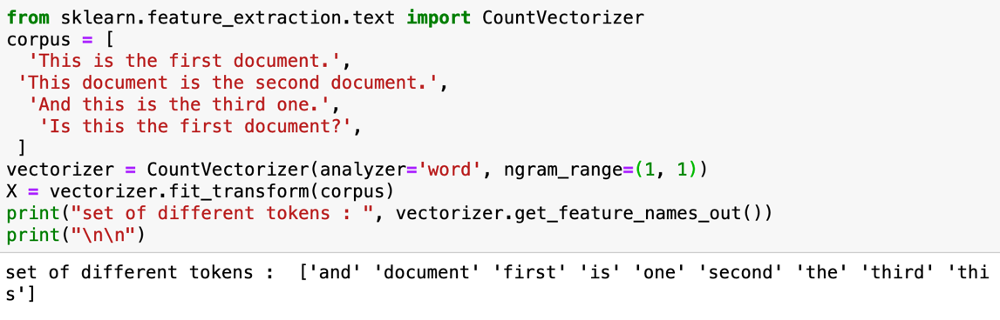 from sklearn.feature_extraction.text import CountVectorizer
corpus = [
  'This is the first document.',
 'This document is the second document.',
  'And this is the third one.',
   'Is this the first document?',
 ]
vectorizer = CountVectorizer(analyzer='word', ngram_range=(1, 1))
X = vectorizer.fit_transform(corpus)
print("set of different tokens : ", vectorizer.get_feature_names_out())
print("\n\n")
set of different tokens :  ['and' 'document' 'first' 'is' 'one' 'second' 'the' 'third' 'thi
s']